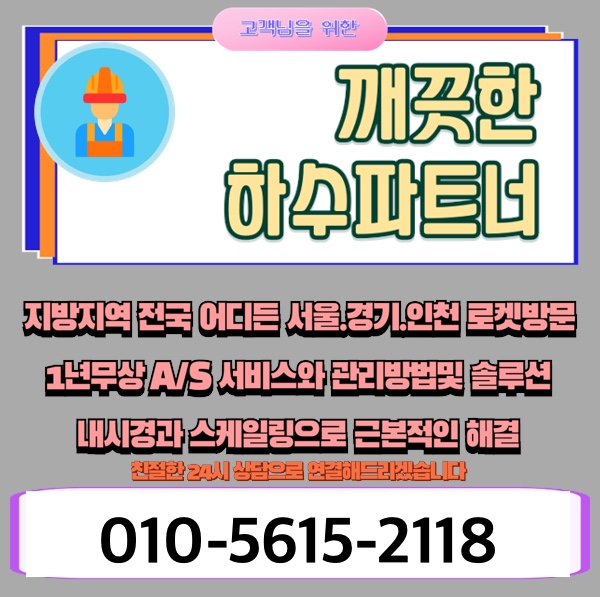 고객님을 위한
깨끗한
하수파트너
지방지역 전국 어디든 서울.경기.인천 로켓방문
1년무상 A/S 서비스와 관리방법및 솔루션
내시경과 스케일링으로 근본적인 해결
친절한 24시 상담으로 연결해드리겠습니다
010-5615-2118